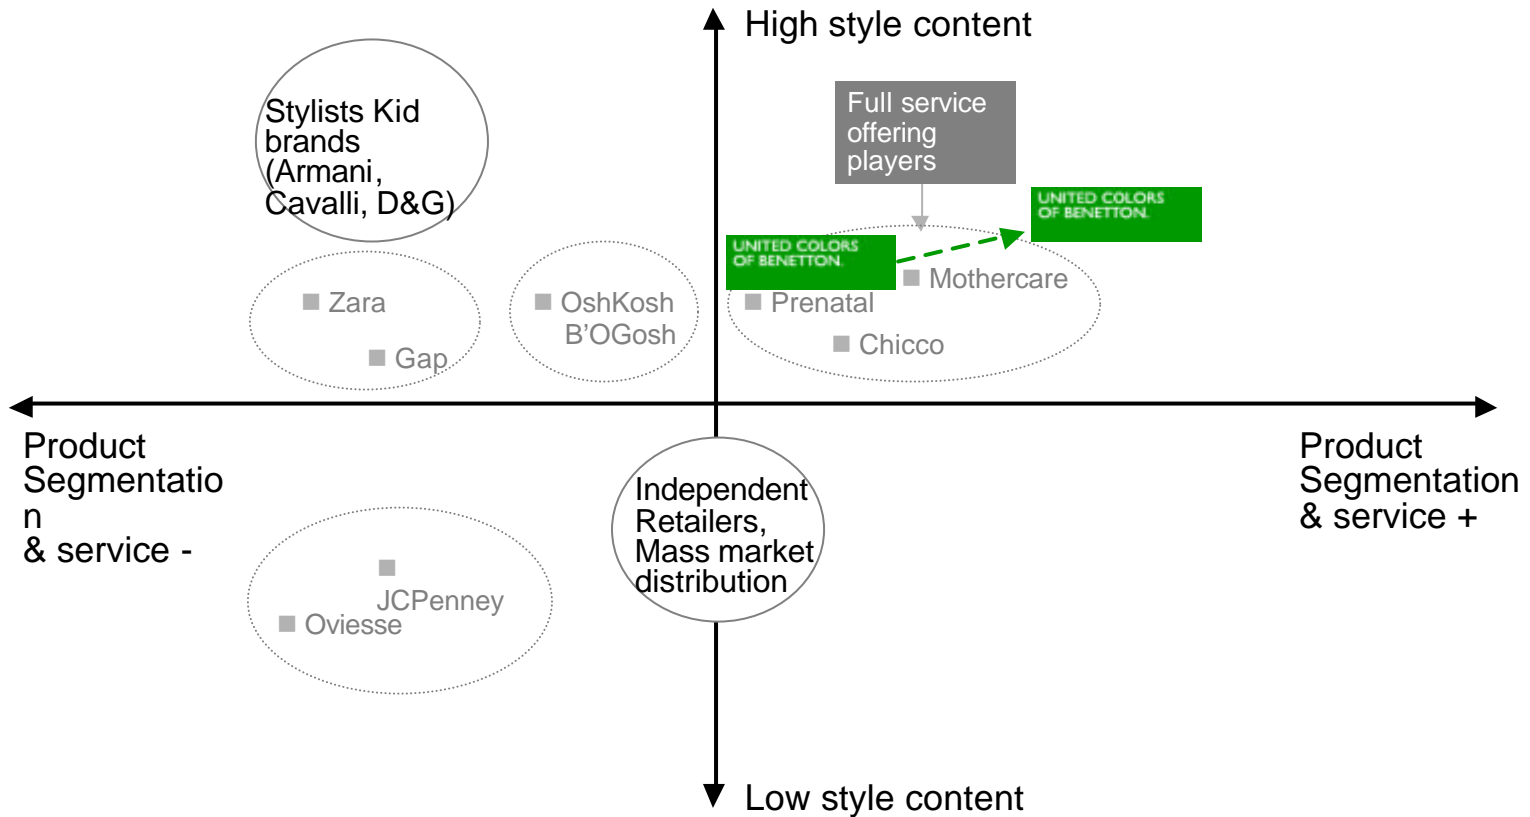 High style content
Stylists Kid
brands
(Armani,
Cavalli, D&G)
Full service
offering
players
UNITED COLORS
OF BENETTON.
UNITED COLORS
OF BENETTON.
Mothercare
Zara
OshKosh
B’OGosh
Prenatal
Gap
Chicco
Product
Segmentatio
n
& service -
Product
Segmentation
& service +
Independent
Retailers,
Mass market
distribution
JCPenney
Oviesse
Low style content